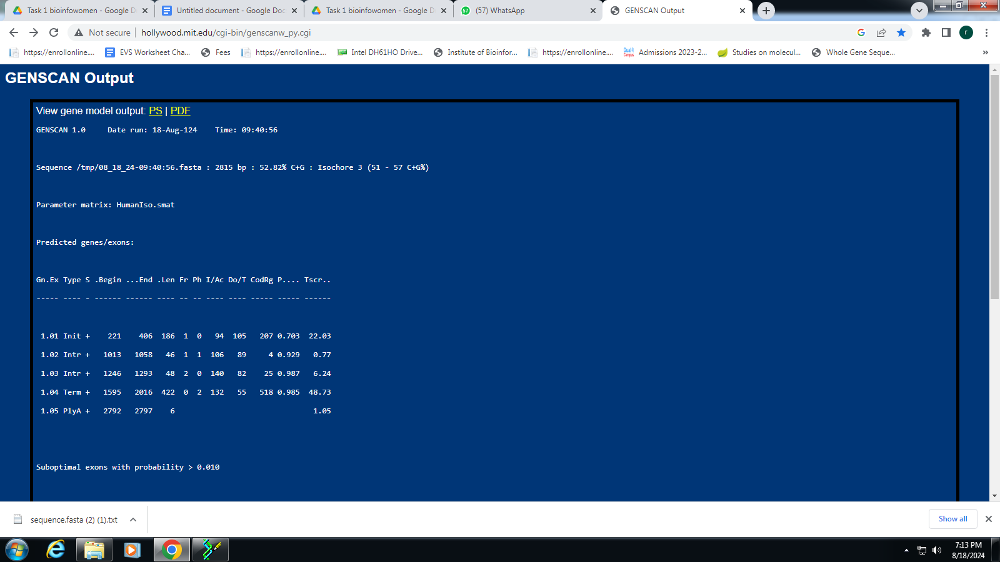 Task 1 bioinfowomen - Google D
Untitled document - Google Doc
Task 1 bioinfowomen - Google D
(57) WhatsApp
GENSCAN Output
Not secure
hollywood.mit.edu/cgi-bin/genscanw_py.cgi
r
https://enrollonline....
EVS Worksheet Cha...
Fees
https://enrollonline....
Intel DH61HO Drive...
Institute of Bioinfor...
https://enrollonline....
Admissions 2023-2...
Studies on molecul...
Whole Gene Seque...
»
GENSCAN Output
View gene model output: PS | PDF
GENSCAN 1.0     Date run: 18-Aug-124    Time: 09:40:56
Sequence /tmp/08_18_24-09:40:56.fasta : 2815 bp : 52.82% C+G : Isochore 3 (51 - 57 C+G%)
Parameter matrix: HumanIso.smat
Predicted genes/exons:
Gn.Ex Type S .Begin ...End .Len Fr Ph I/Ac Do/T CodRg P.... Tscr..
----- ---- - ------ ------ ---- -- -- ---- ---- ----- ----- ------
1.01 Init +    221    406  186  1  0   94  105   207 0.703  22.03
1.02 Intr +   1013   1058   46  1  1  106   89     4 0.929   0.77
1.03 Intr +   1246   1293   48  2  0  140   82    25 0.987   6.24
1.04 Term +   1595   2016  422  0  2  132   55   518 0.985  48.73
1.05 PlyA +   2792   2797    6                               1.05
Suboptimal exons with probability > 0.010
sequence.fasta (2) (1).txt
Show all
7:13 PM
8/18/2024